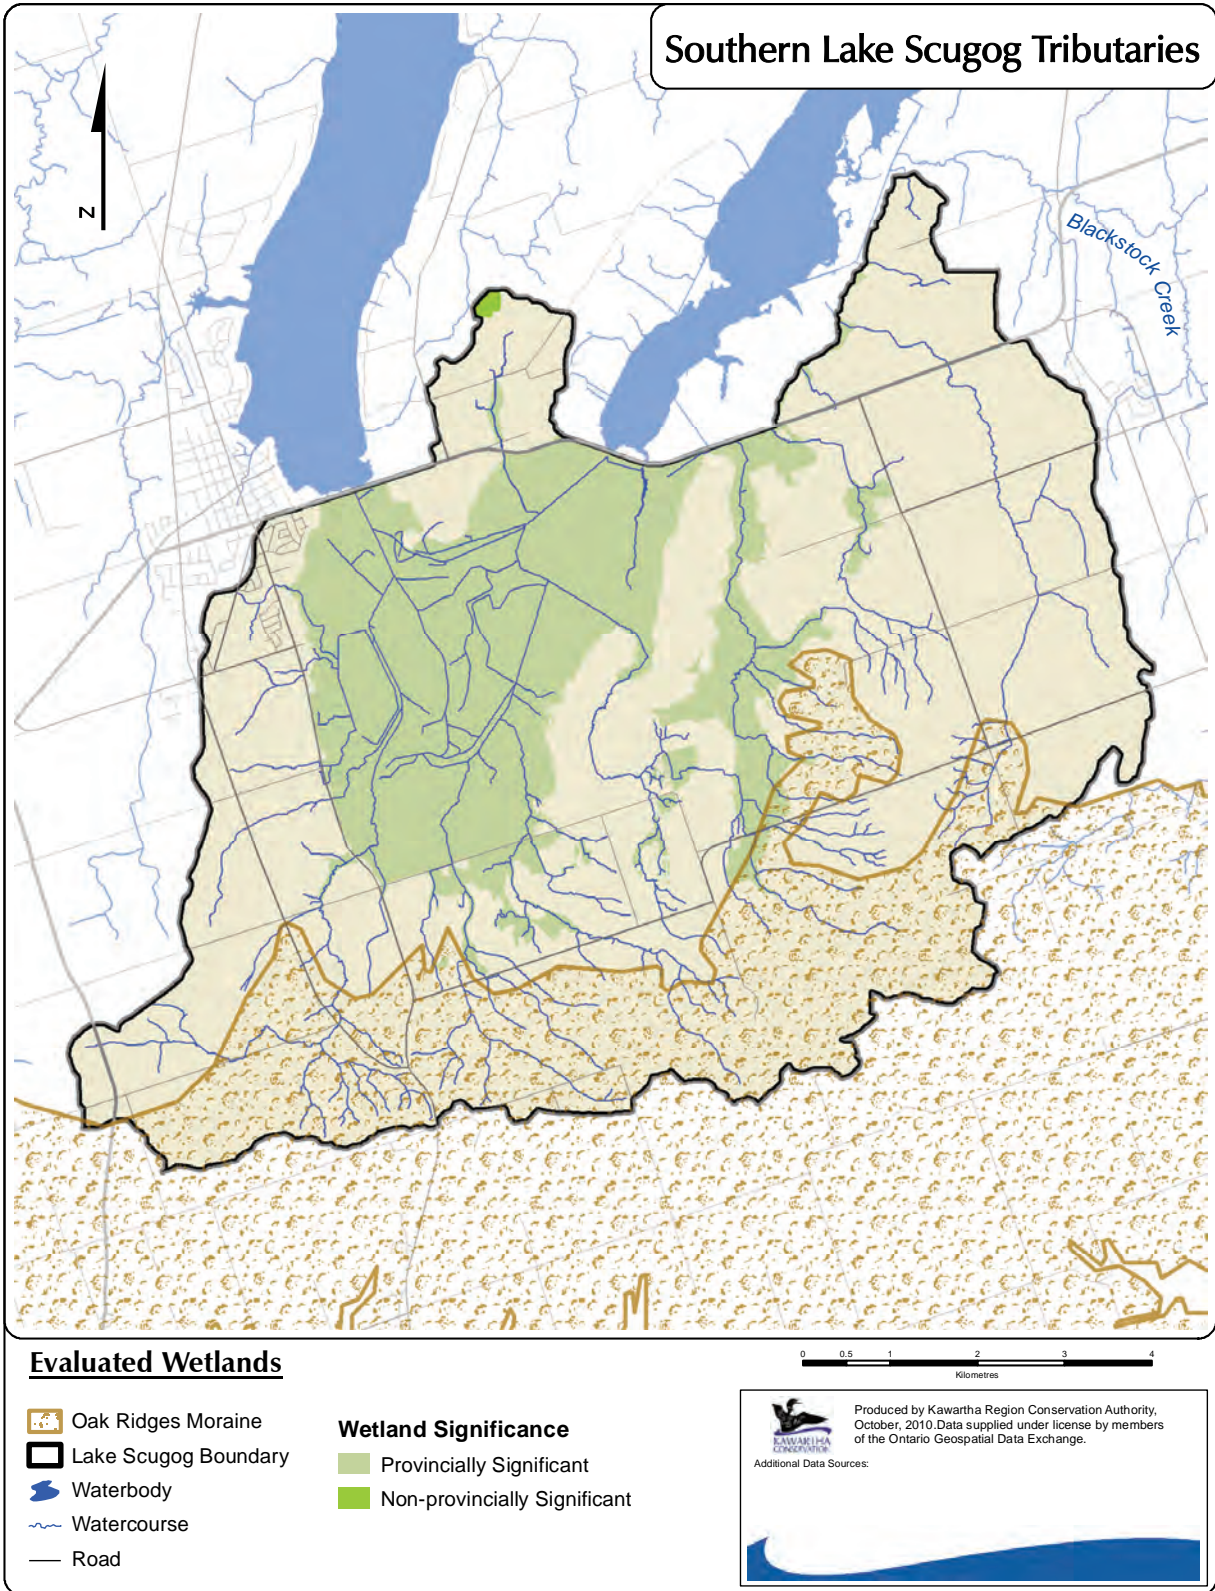 Southern Lake Scugog Tributaries
N
Blackstock Creek
Evaluated Wetlands
Oak Ridges Moraine
Lake Scugog Boundary
Waterbody
Watercourse
Road
Wetland Significance
Provincially Significant
Non-provincially Significant
0 0.5 1 2 3 4
Kilometres
KAWARTHA
CONSERVATION
Produced by Kawartha Region Conservation Authority,
October, 2010.Data supplied under license by members
of the Ontario Geospatial Data Exchange.
Additional Data Sources: